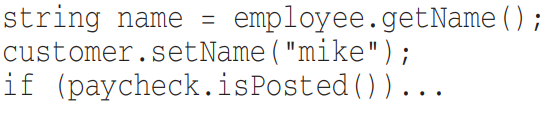 string name = employee.getName();
customer.setName("mike");
if (paycheck.isPosted())...